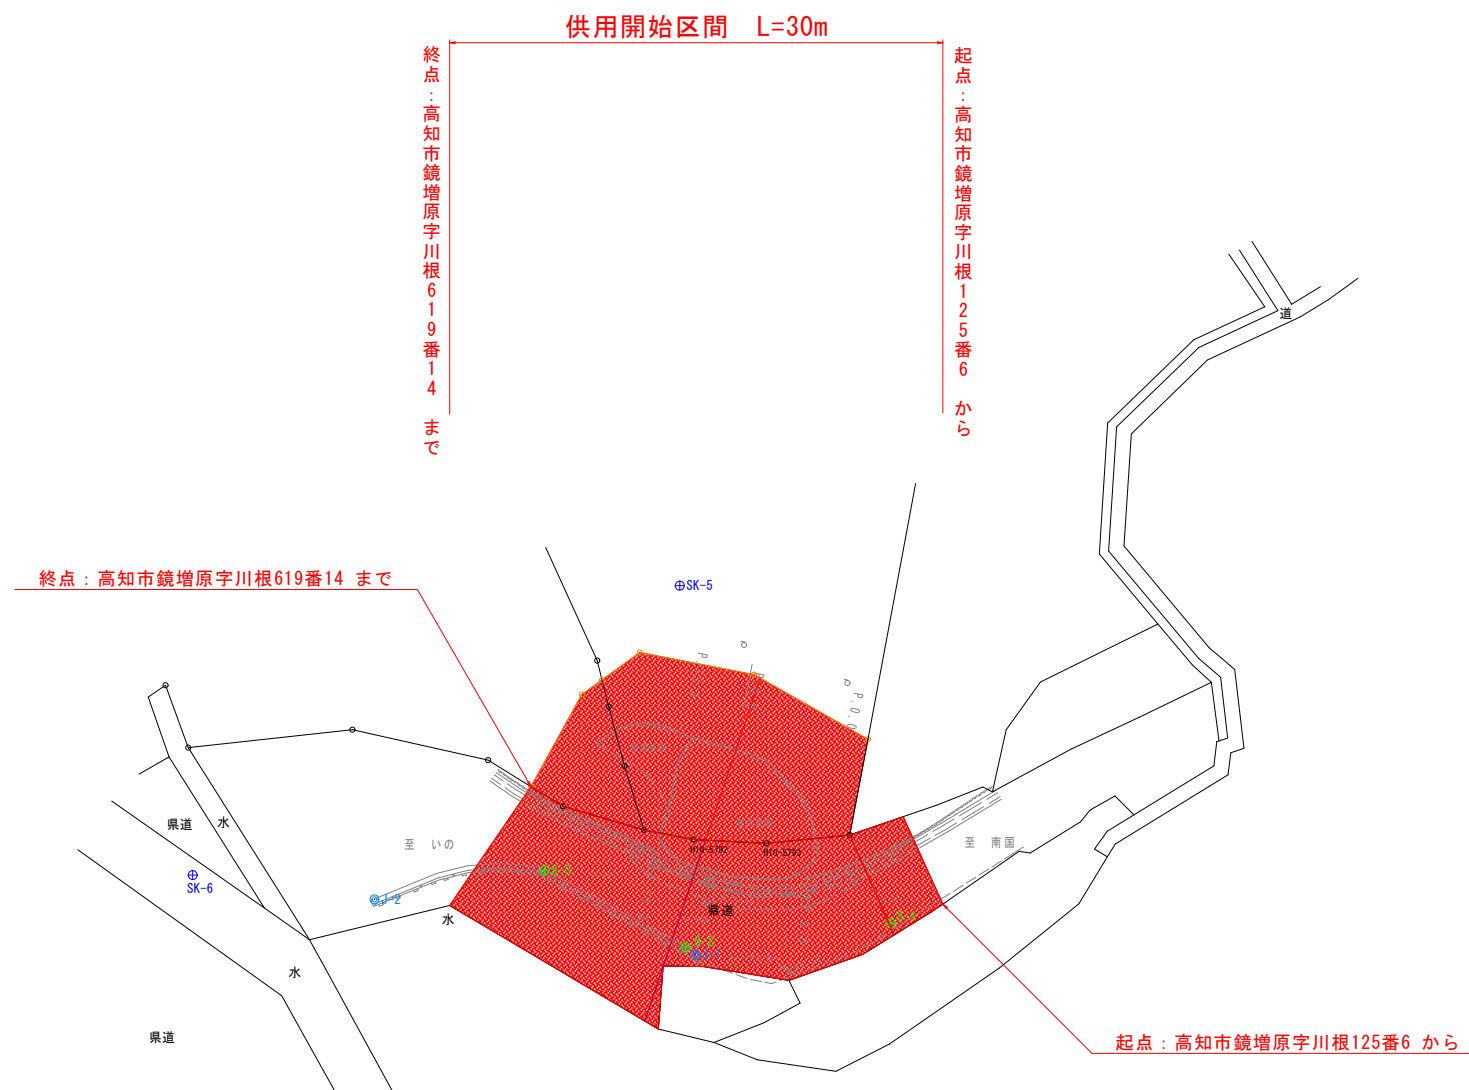 供用開始区間　L=30m
終点：高知市鏡増原字川根619番14　まで
起点：高知市鏡増原字川根125番6　から
道
終点：高知市鏡増原字川根619番14 まで
SK-5
県道
水
至　いの
至　南国
SK-6
J-2
水
県道
H10-5792
H10-5793
J-1
水
県道
起点：高知市鏡増原字川根125番6 から